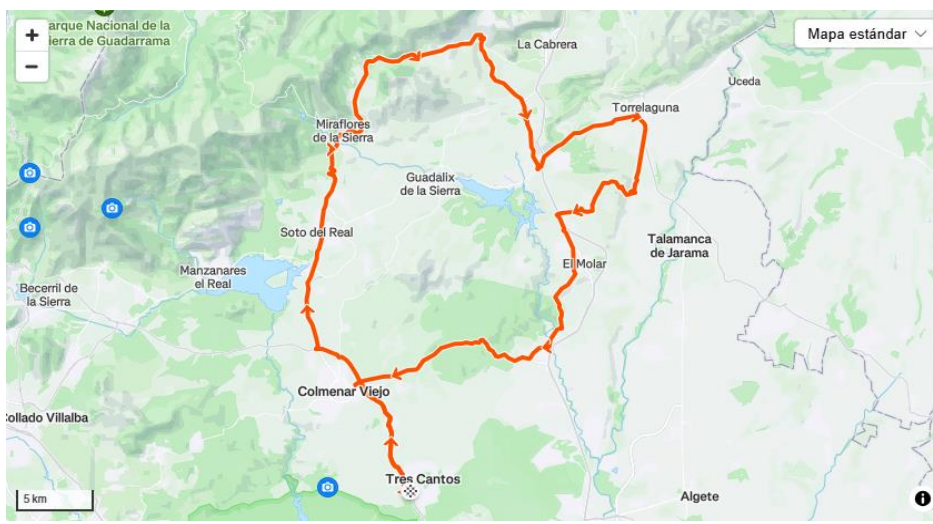 +
−
Parque Nacional de la
Sierra de Guadarrama
Mapa estándar
La Cabrera
Uceda
Torrelaguna
Miraflores
de la Sierra
Guadalix
de la Sierra
Soto del Real
Talamanca
de Jarama
El Molar
Manzanares
el Real
Becerril de
la Sierra
Colmenar Viejo
Collado Villalba
Tres Cantos
5 km
Algete